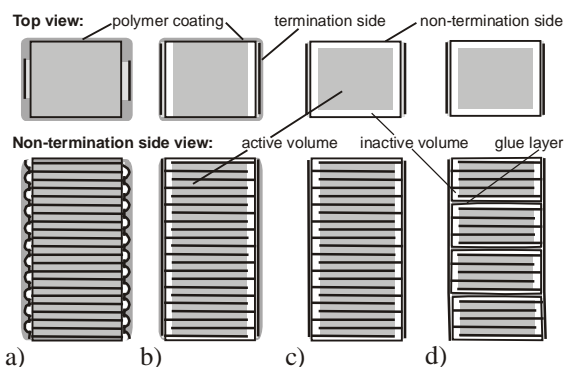 Top view: polymer coating termination side non-termination side
Non-termination side view: active volume inactive volume glue layer
a) b) c) d)